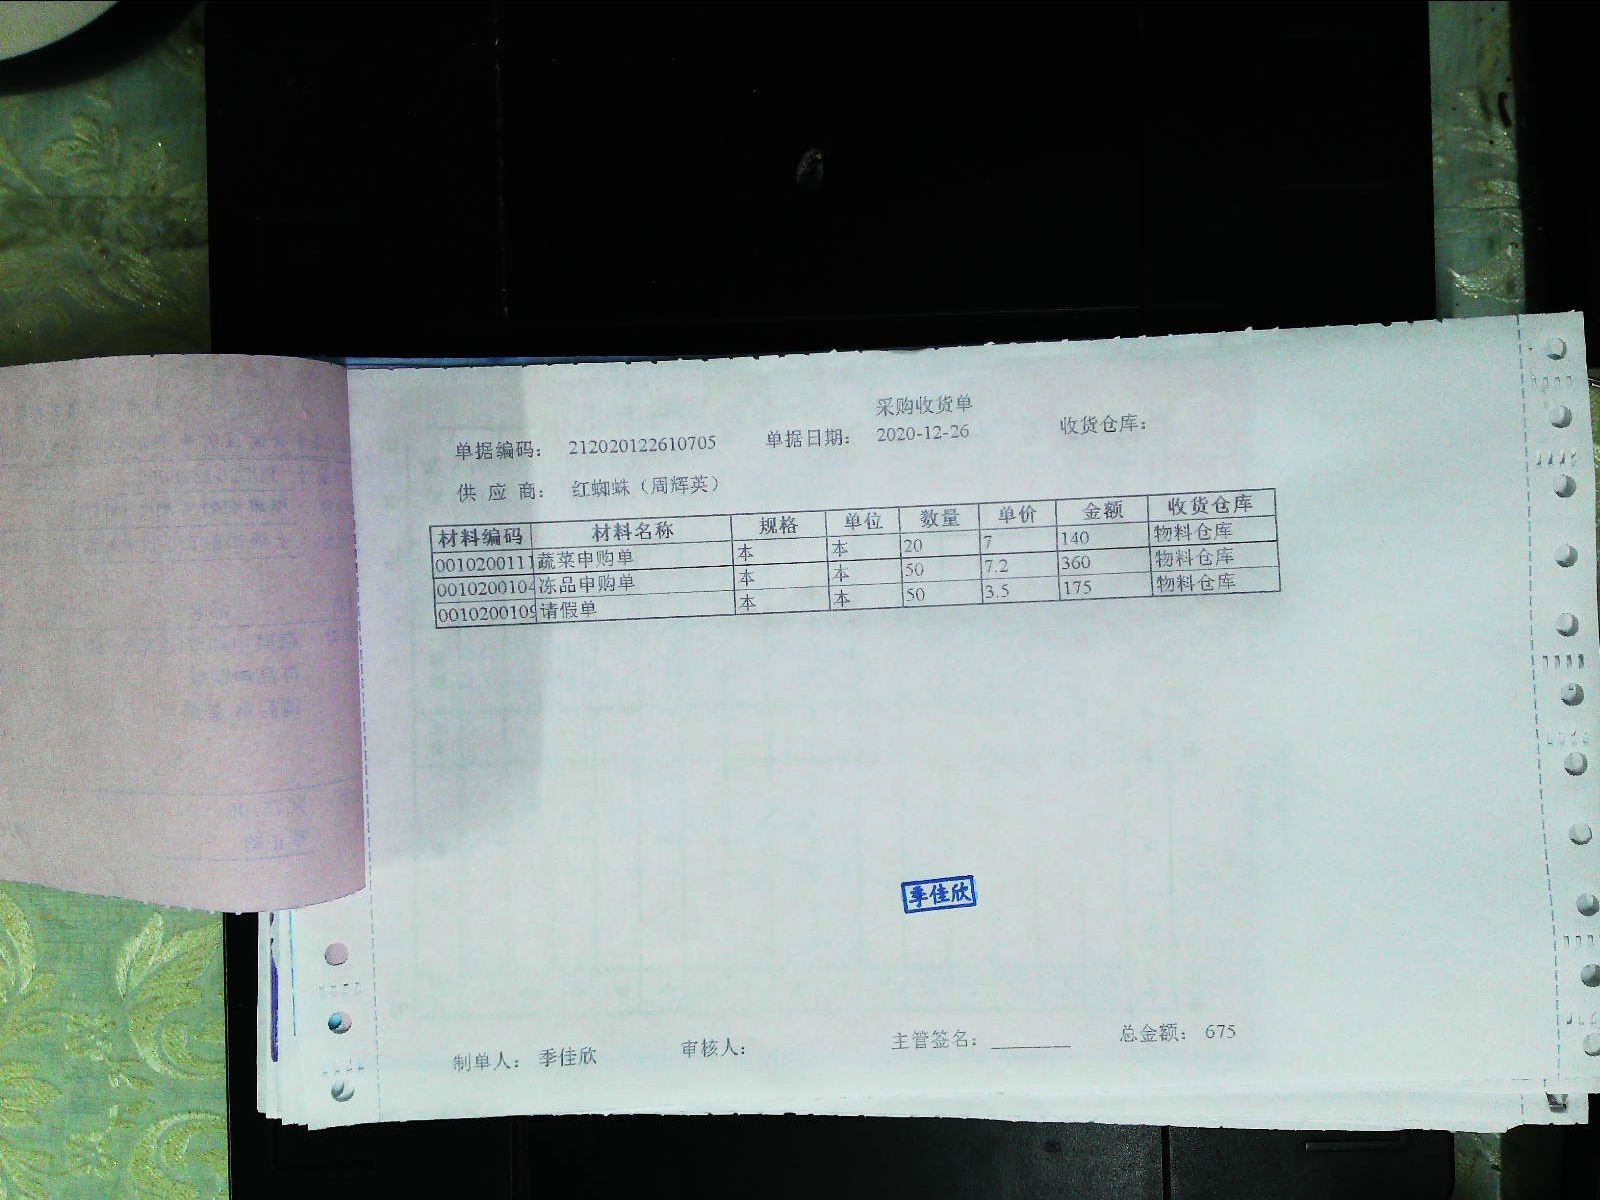 采购收货单
单据编码: 212020122610705 单据日期: 2020-12-26 收货仓库:
供应商: 红蜘蛛（周辉英）
材料编码 材料名称 规格 单位 数量 单价 金额 收货仓库
0010200111 蔬菜申购单 本 本 20 7 140 物料仓库
0010200104 冻品申购单 本 本 50 7.2 360 物料仓库
0010200109 请假单 本 本 50 3.5 175 物料仓库
季佳欣
制单人: 季佳欣 审核人: 主管签名: ________ 总金额: 675